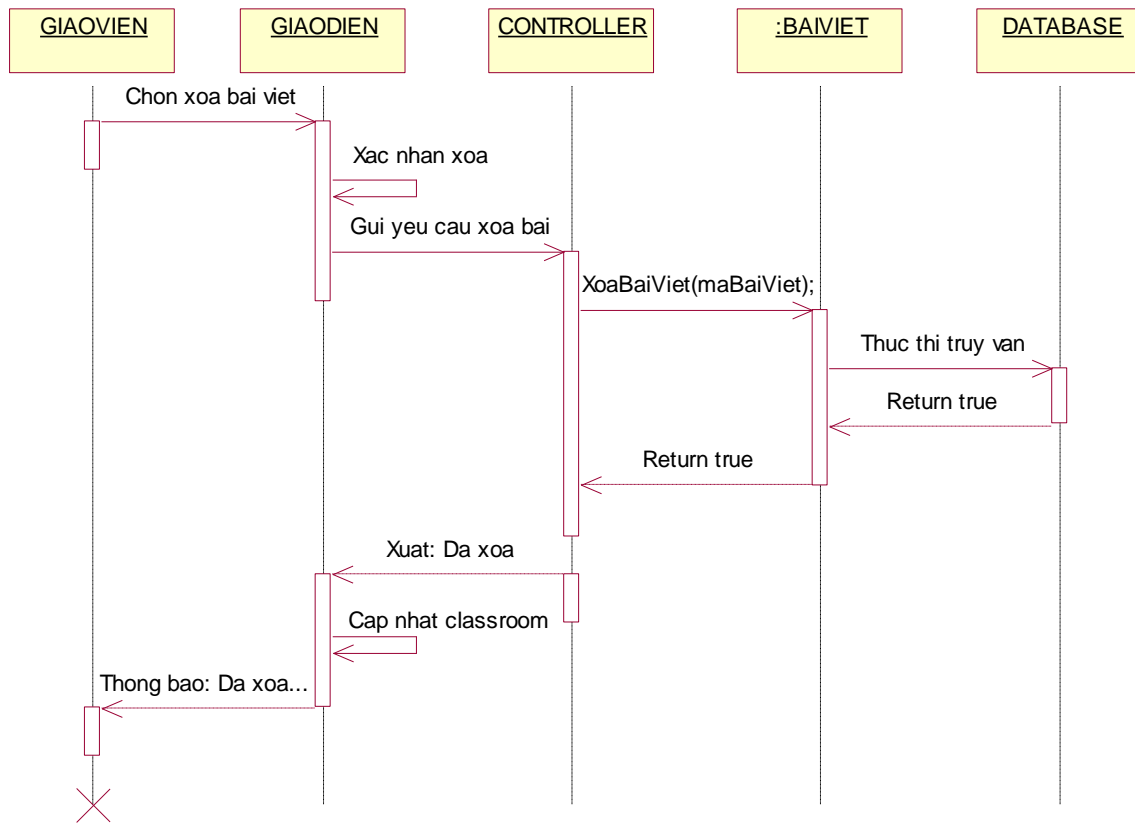 GIAOVIEN
GIAODIEN
CONTROLLER
:BAIVIET
DATABASE
Chon xoa bai viet
Xac nhan xoa
Gui yeu cau xoa bai
XoaBaiViet(maBaiViet);
Thuc thi truy van
Return true
Return true
Xuat: Da xoa
Cap nhat classroom
Thong bao: Da xoa...